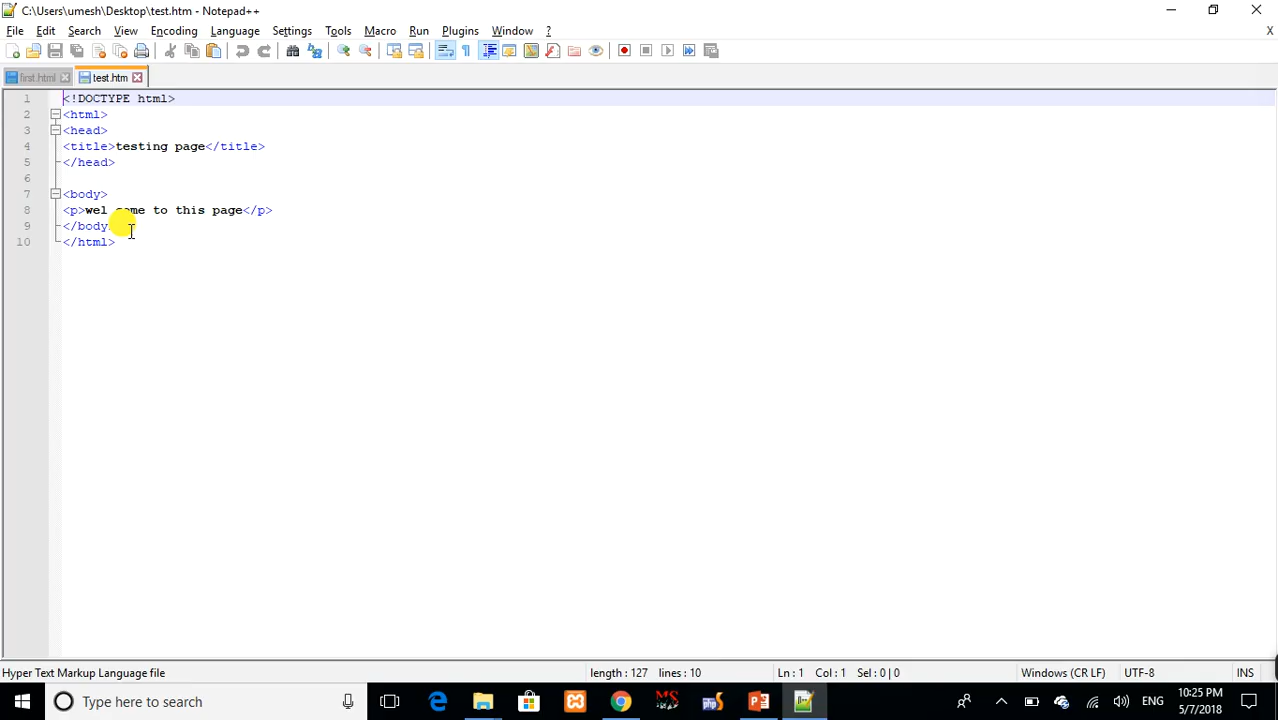 C:\Users\umesh\Desktop\test.htm - Notepad++
File Edit Search View Encoding Language Settings Tools Macro Run Plugins Window ?
X
first.html test.htm
1 <!DOCTYPE html>
2 <html>
3 <head>
4 <title>testing page</title>
5 </head>
6
7 <body>
8 <p>wel come to this page</p>
9 </body>
10 </html>
Hyper Text Markup Language file length : 127 lines : 10 Ln : 1 Col : 1 Sel : 0 | 0 Windows (CR LF) UTF-8 INS
Type here to search
php
ENG
10:25 PM
5/7/2018